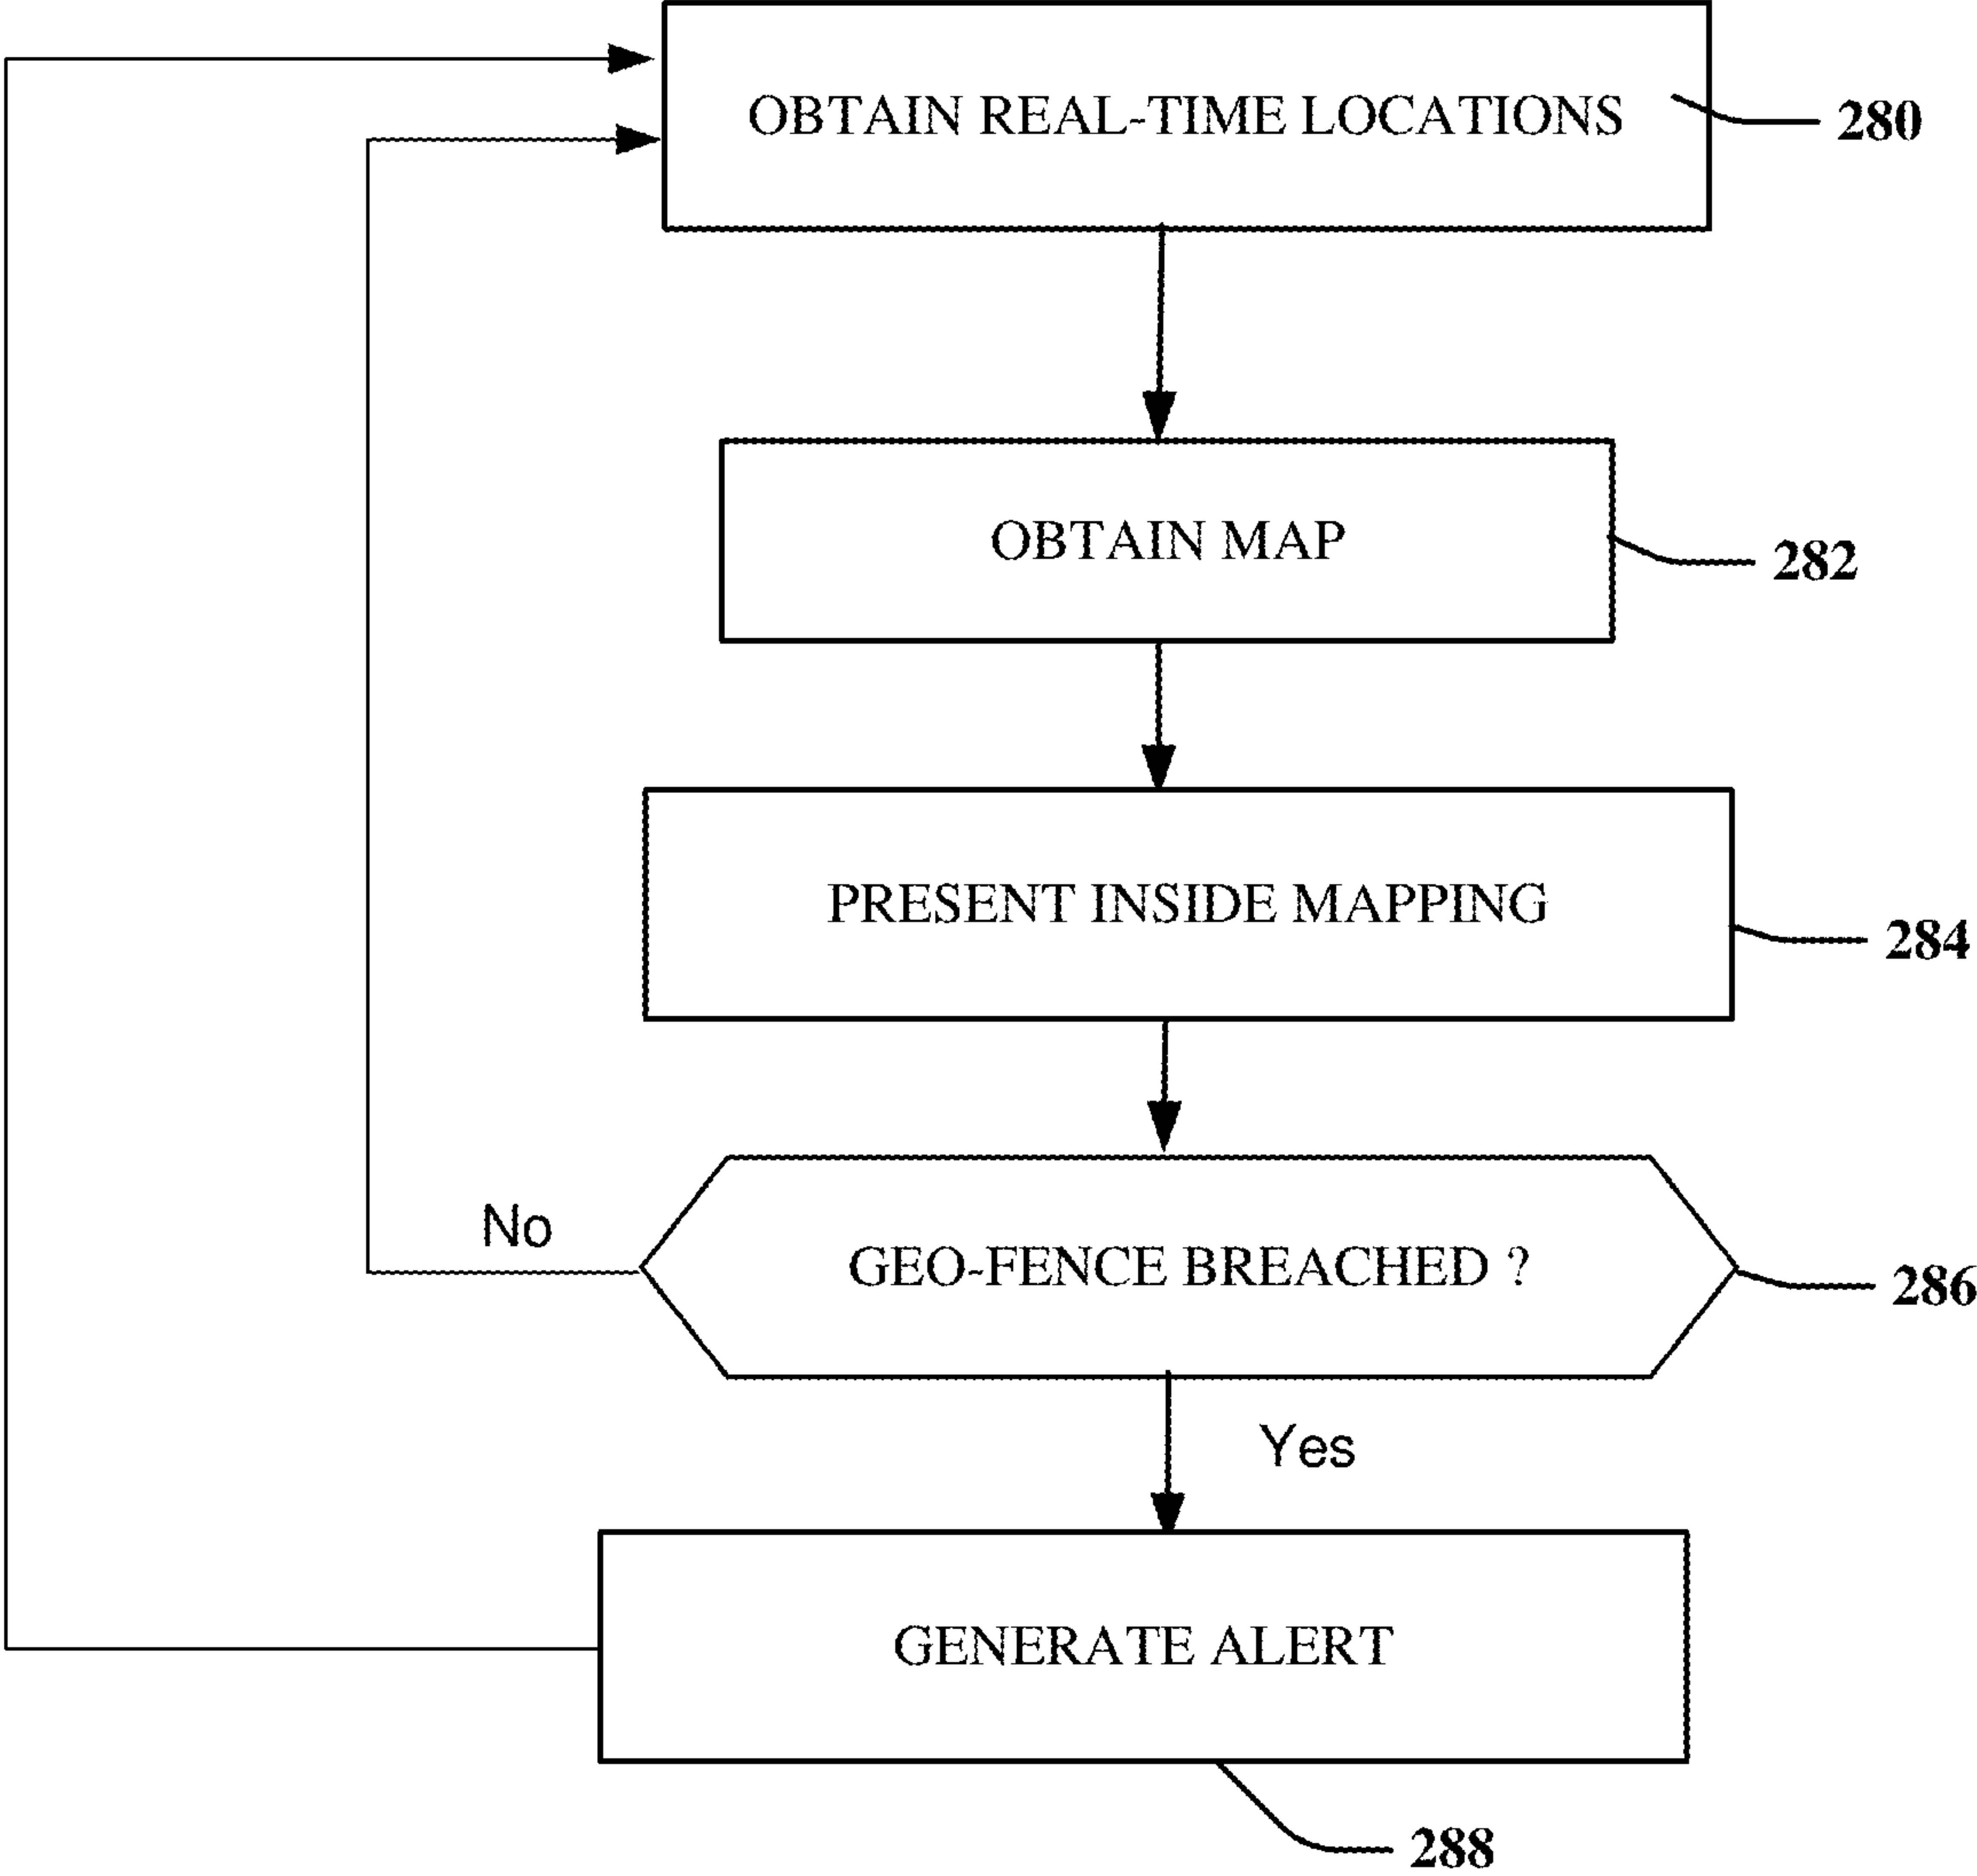 OBTAIN REAL-TIME LOCATIONS
280
OBTAIN MAP
282
PRESENT INSIDE MAPPING
284
No
GEO-FENCE BREACHED ?
286
Yes
GENERATE ALERT
288